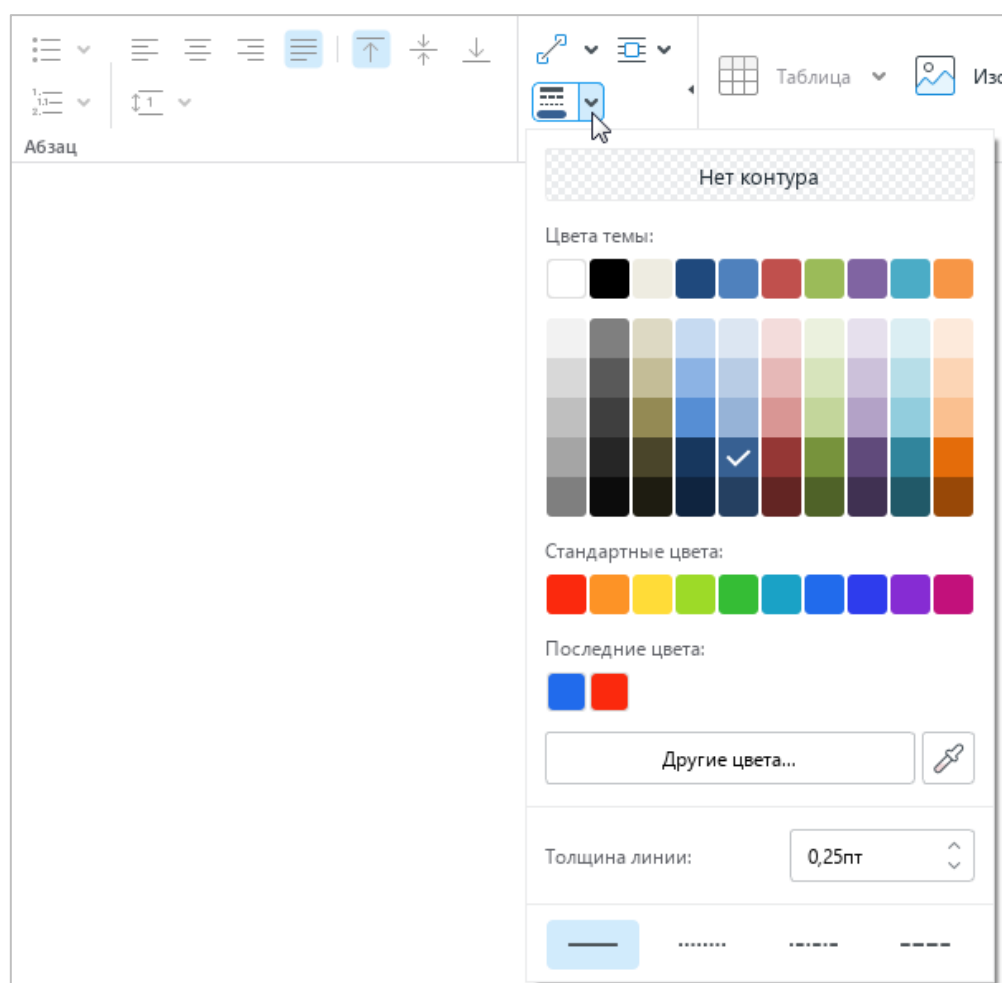 Таблица
Изо
Абзац
Нет контура
Цвета темы:
Стандартные цвета:
Последние цвета:
Другие цвета...
Толщина линии:
0,25пт